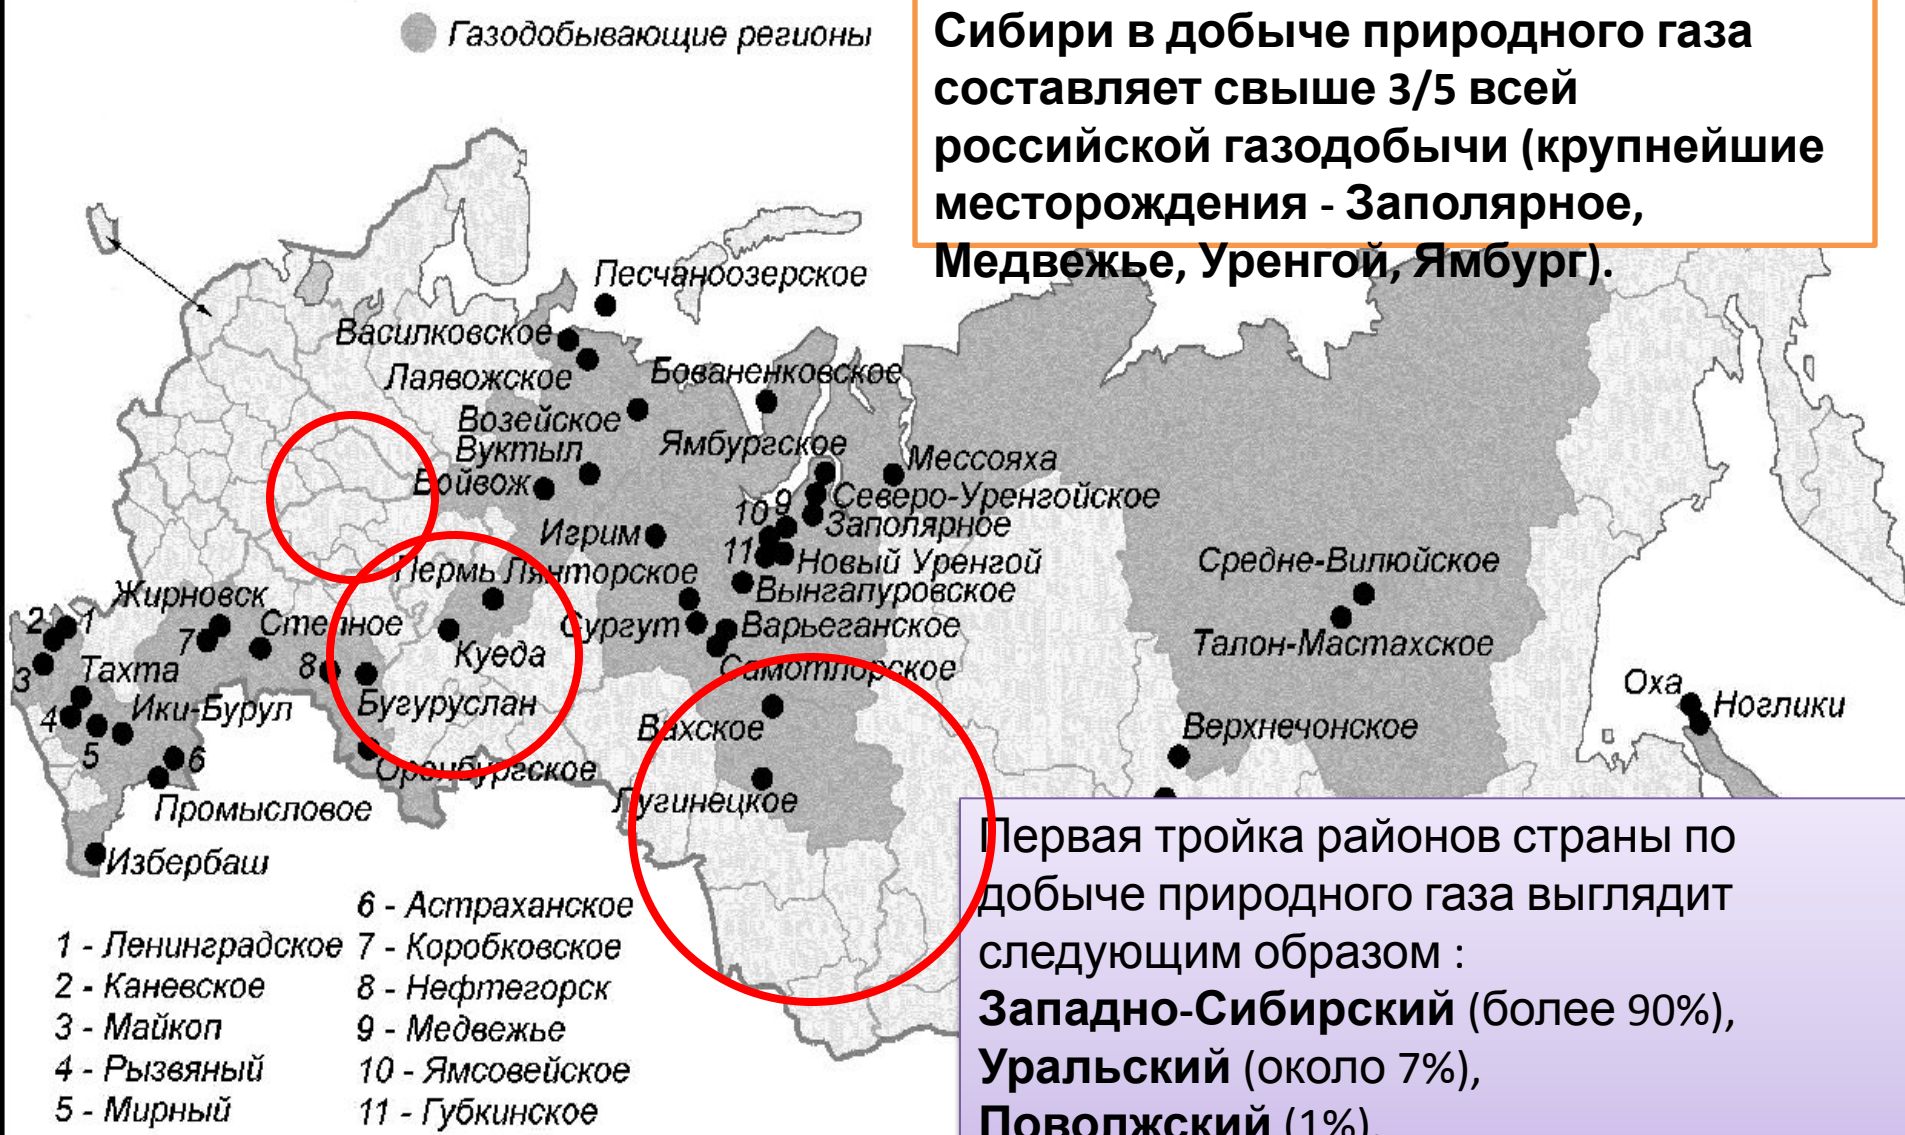 Газодобывающие регионы
Сибири в добыче природного газа
составляет свыше 3/5 всей
российской газодобычи (крупнейшие
месторождения - Заполярное,
Медвежье, Уренгой, Ямбург).
Песчаноозерское
Василковское
Лаявожское
Бованенковское
Возейское
Вуктыл
Ямбургское
Войвож
Мессояха
Северо-Уренгойское
10 9
Заполярное
Игрим
11
Новый Уренгой
Средне-Вилюйское
Пермь
Лянторское
Вынгапуровское
Жирновск
2 1
Степное
Сургут
Варьеганское
7
Талон-Мастахское
Куеда
3
Тахта
8
Самотлорское
Оха
Ноглики
Бугуруслан
4
Ики-Бурул
Вахское
Верхнечонское
5
6
Оренбургское
Лугинецкое
Промысловое
Избербаш
1 - Ленинградское
2 - Каневское
3 - Майкоп
4 - Рызвяный
5 - Мирный
6 - Астраханское
7 - Коробковское
8 - Нефтегорск
9 - Медвежье
10 - Ямсовейское
11 - Губкинское
Первая тройка районов страны по
добыче природного газа выглядит
следующим образом :
Западно-Сибирский (более 90%),
Уральский (около 7%),
Поволжский (1%).